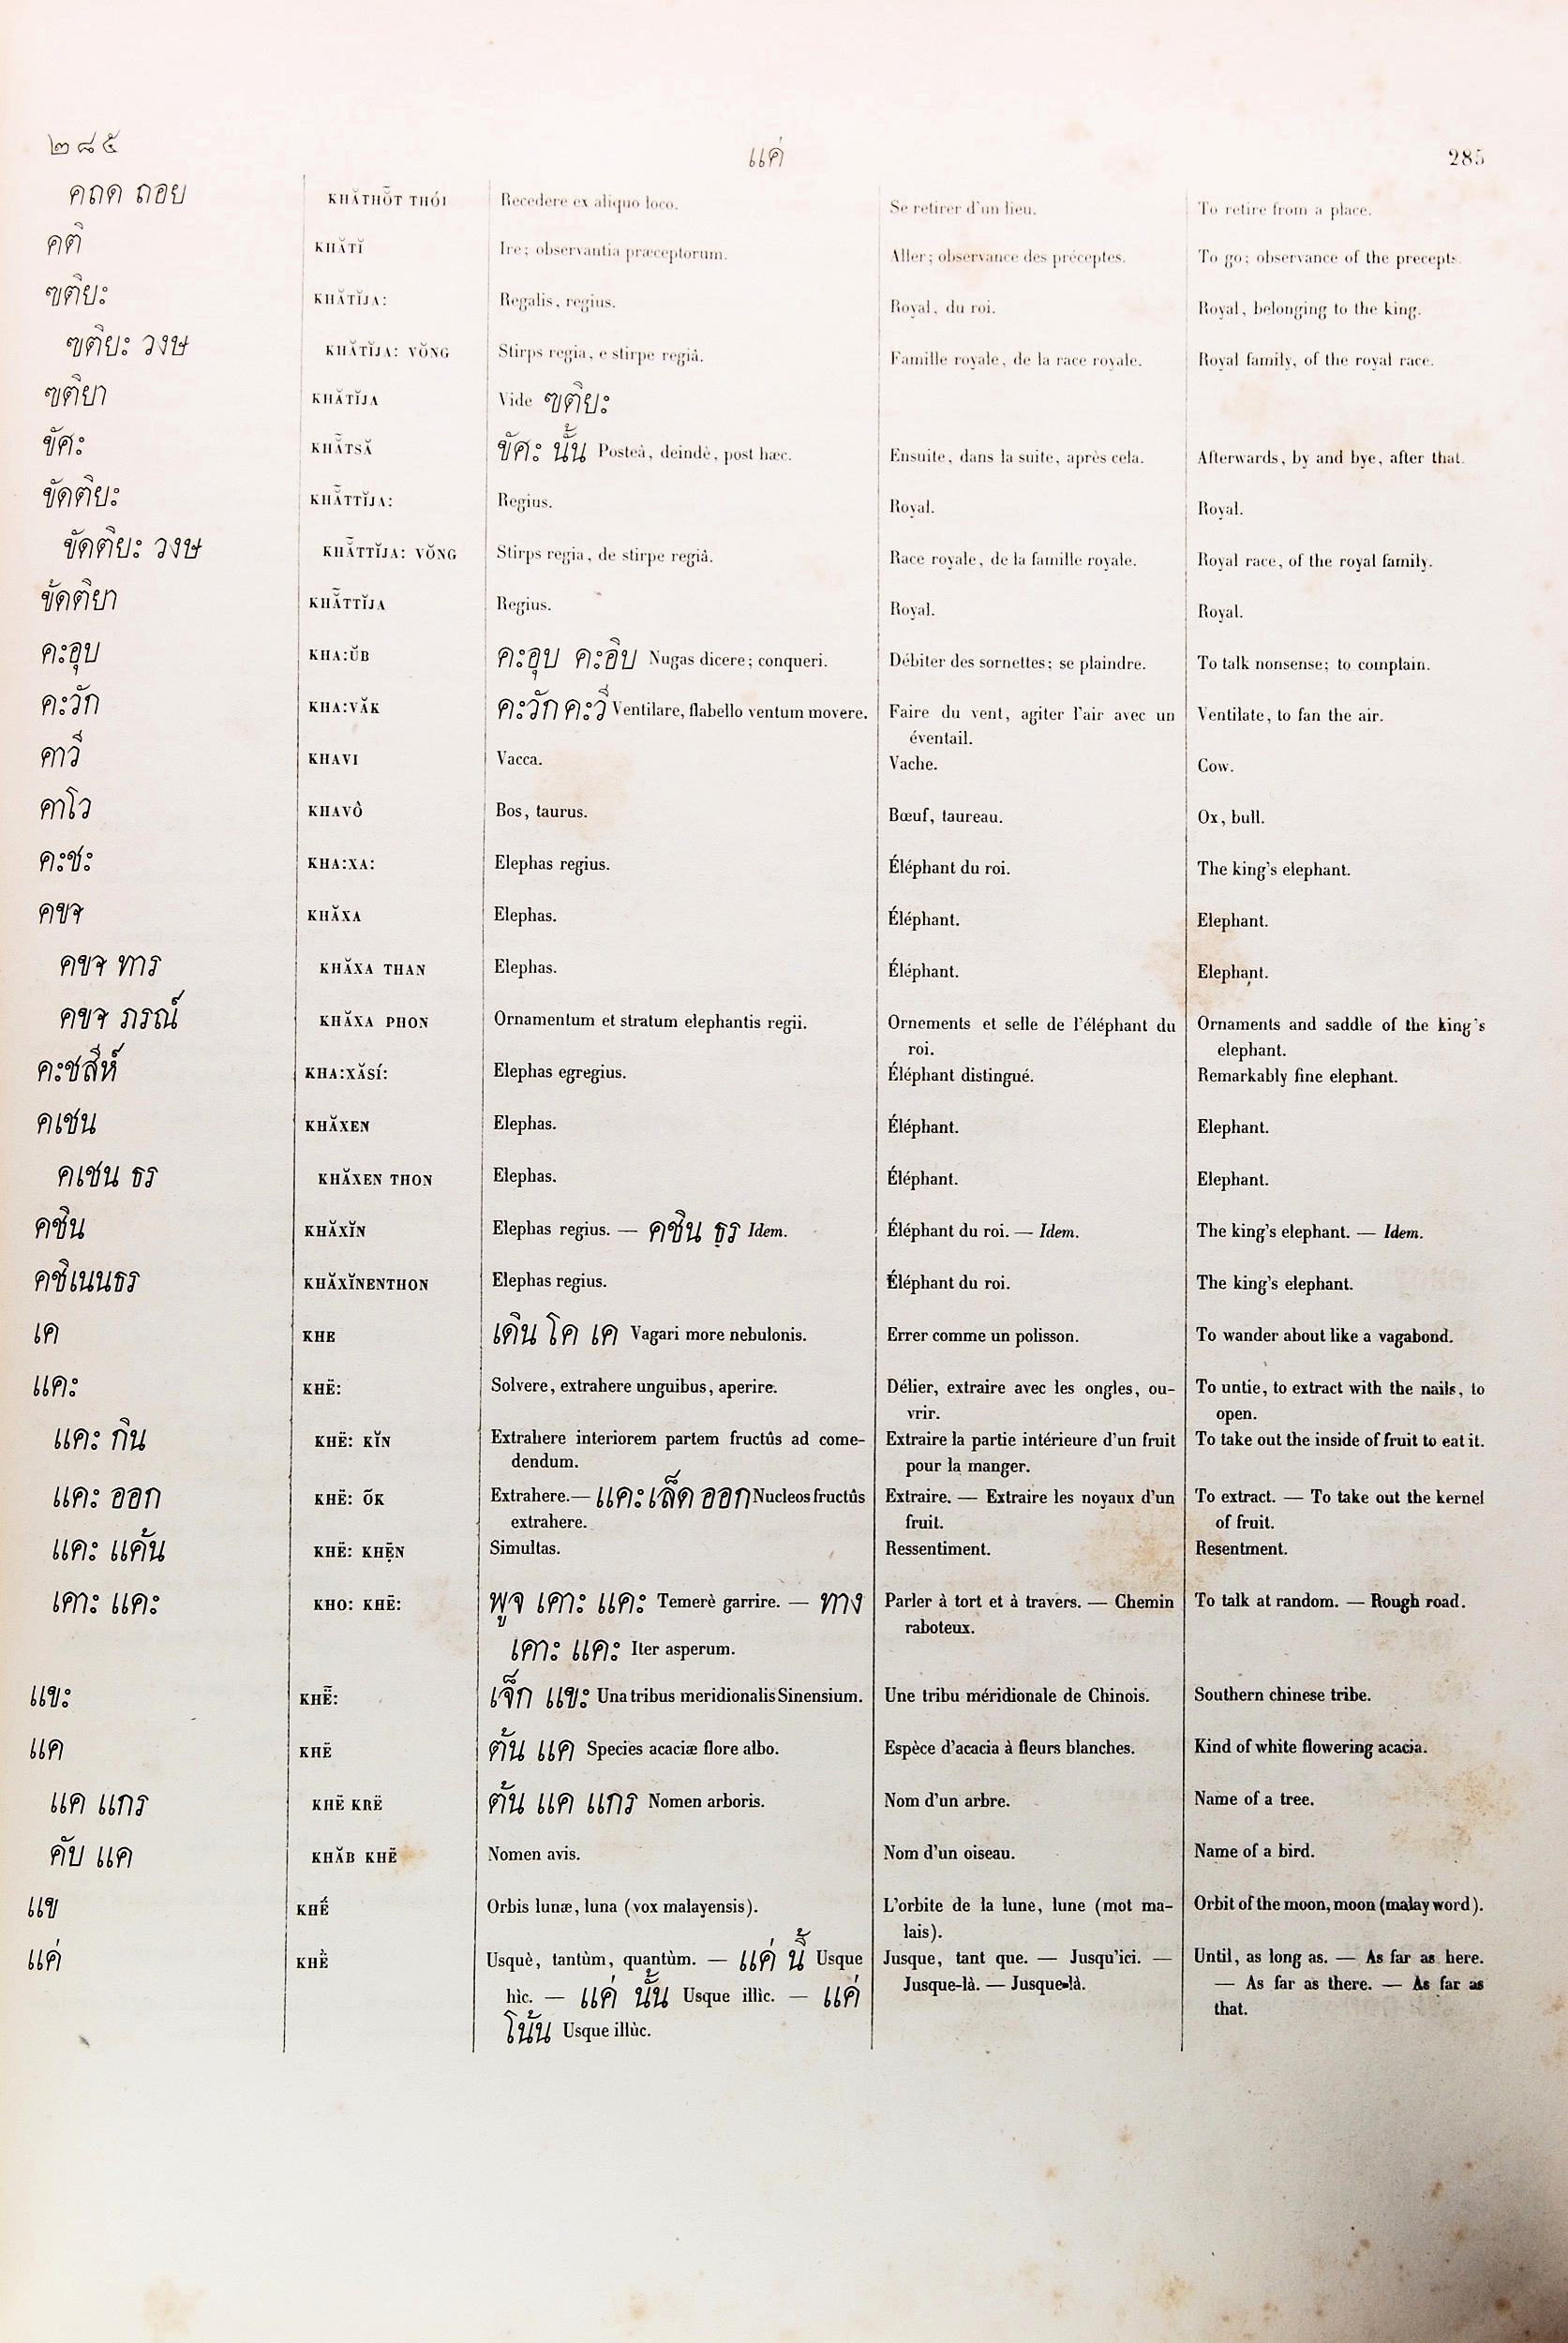 ๒๘๕ แค่ 285
คถด ถอย KHĂTHŎT THÓI Recedere ex aliquo loco. Se retirer d'un lieu. To retire from a place.
คติ KHĂTĬ Ire; observantia præceptorum. Aller; observance des préceptes. To go; observance of the precepts.
ฃติยะ KHĂTĬJA: Regalis, regius. Royal, du roi. Royal, belonging to the king.
ฃติยะ วงษ KHĂTĬJA: VŎNG Stirps regia, e stirpe regiâ. Famille royale, de la race royale. Royal family, of the royal race.
ฃติยา KHĂTĬJA Vide ฃติยะ
ขัศะ KHĂTSĂ ขัศะ นั้น Posteà, deindè, post hæc. Ensuite, dans la suite, après cela. Afterwards, by and bye, after that.
ขัดติยะ KHĂTTĬJA: Regius. Royal. Royal.
ขัดติยะ วงษ KHĂTTĬJA: VŎNG Stirps regia, de stirpe regiâ. Race royale, de la famille royale. Royal race, of the royal family.
ขัดติยา KHĂTTĬJA Regius. Royal. Royal.
คะอุบ KHA:ŬB คะอุบ คะอิบ Nugas dicere; conqueri. Débiter des sornettes; se plaindre. To talk nonsense; to complain.
คะวัก KHA:VĂK คะวัก คะวี Ventilare, flabello ventum movere. Faire du vent, agiter l'air avec un Ventilate, to fan the air.
éventail.
คาวี KHAVI Vacca. Vache. Cow.
คาโว KHAVÔ Bos, taurus. Bœuf, taureau. Ox, bull.
คะชะ KHA:XA: Elephas regius. Éléphant du roi. The king's elephant.
คชจ KHĂXA Elephas. Éléphant. Elephant.
คชจ ทาร KHĂXA THAN Elephas. Éléphant. Elephant.
คชจ ภรณ์ KHĂXA PHON Ornamentum et stratum elephantis regii. Ornements et selle de l'éléphant du Ornaments and saddle of the king's
roi. elephant.
คะชสีห์ KHA:XĂSÍ: Elephas egregius. Éléphant distingué. Remarkably fine elephant.
คเชน KHĂXEN Elephas. Éléphant. Elephant.
คเชน ธร KHĂXEN THON Elephas. Éléphant. Elephant.
คชิน KHĂXĬN Elephas regius. — คชิน ธร Idem. Éléphant du roi. — Idem. The king's elephant. — Idem.
คชิเนนธร KHĂXĬNENTHON Elephas regius. Éléphant du roi. The king's elephant.
เค KHE เดิน โค เค Vagari more nebulonis. Errer comme un polisson. To wander about like a vagabond.
แคะ KHË: Solvere, extrahere unguibus, aperire. Délier, extraire avec les ongles, ou- To untie, to extract with the nails, to
vrir. open.
แคะ กิน KHË: KĬN Extrahere interiorem partem fructûs ad come- Extraire la partie intérieure d'un fruit To take out the inside of fruit to eat it.
dendum. pour la manger.
แคะ ออก KHË: ŎK Extrahere.— แคะ เล็ด ออก Nucleos fructûs Extraire. — Extraire les noyaux d'un To extract. — To take out the kernel
extrahere. fruit. of fruit.
แคะ แค้น KHË: KHẸ̈N Simultas. Ressentiment. Resentment.
เคาะ แคะ KHO: KHË: พูจ เคาะ แคะ Temerè garrire. — ทาง Parler à tort et à travers. — Chemin To talk at random. — Rough road.
เคาะ แคะ Iter asperum. raboteux.
แขะ KHË̃: เจ็ก แขะ Una tribus meridionalis Sinensium. Une tribu méridionale de Chinois. Southern chinese tribe.
แค KHË ต้น แค Species acaciæ flore albo. Espèce d'acacia à fleurs blanches. Kind of white flowering acacia.
แค แกร KHË KRË ต้น แค แกร Nomen arboris. Nom d'un arbre. Name of a tree.
คับ แค KHĂB KHË Nomen avis. Nom d'un oiseau. Name of a bird.
แข KHË́ Orbis lunæ, luna (vox malayensis). L'orbite de la lune, lune (mot ma- Orbit of the moon, moon (malay word).
lais).
แค่ KHË̀ Usquè, tantùm, quantùm. — แค่ นี้ Usque Jusque, tant que. — Jusqu'ici. — Until, as long as. — As far as here.
hìc. — แค่ นั้น Usque illìc. — แค่ Jusque-là. — Jusque-là. — As far as there. — As far as
โน้น Usque illùc. that.